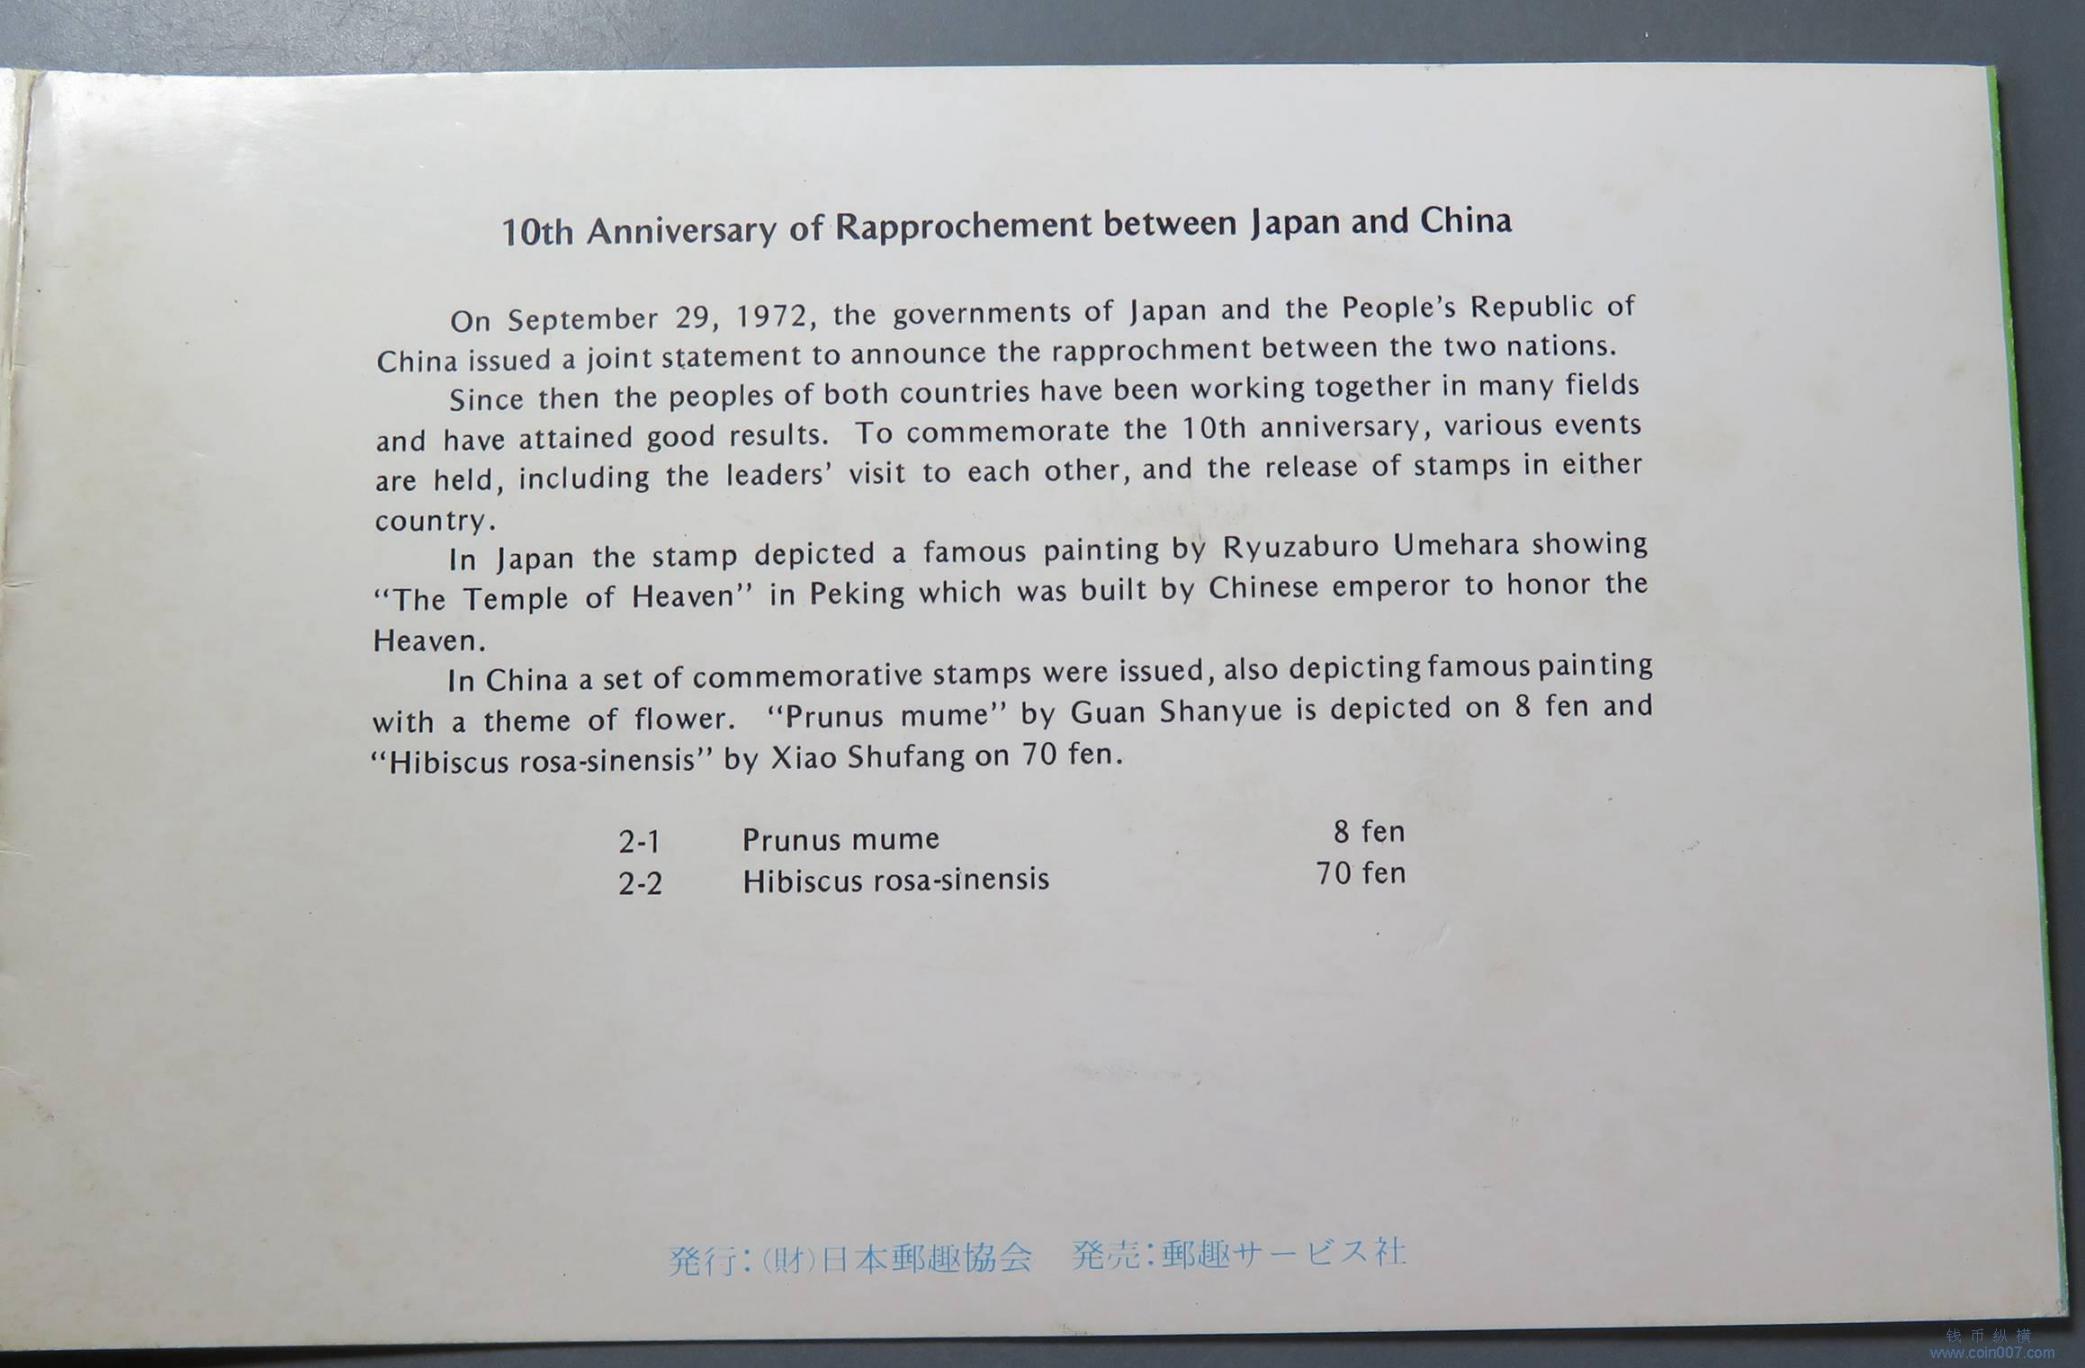 10th Anniversary of Rapprochement between Japan and China
On September 29, 1972, the governments of Japan and the People's Republic of
China issued a joint statement to announce the rapprochment between the two nations.
Since then the peoples of both countries have been working together in many fields
and have attained good results. To commemorate the 10th anniversary, various events
are held, including the leaders' visit to each other, and the release of stamps in either
country.
In Japan the stamp depicted a famous painting by Ryuzaburo Umehara showing
“The Temple of Heaven” in Peking which was built by Chinese emperor to honor the
Heaven.
In China a set of commemorative stamps were issued, also depicting famous painting
with a theme of flower. “Prunus mume” by Guan Shanyue is depicted on 8 fen and
“Hibiscus rosa-sinensis” by Xiao Shufang on 70 fen.
2-1 Prunus mume 8 fen
2-2 Hibiscus rosa-sinensis 70 fen
発行：（財）日本郵趣協会 発売：郵趣サービス社
钱币纵横
www.coin007.com